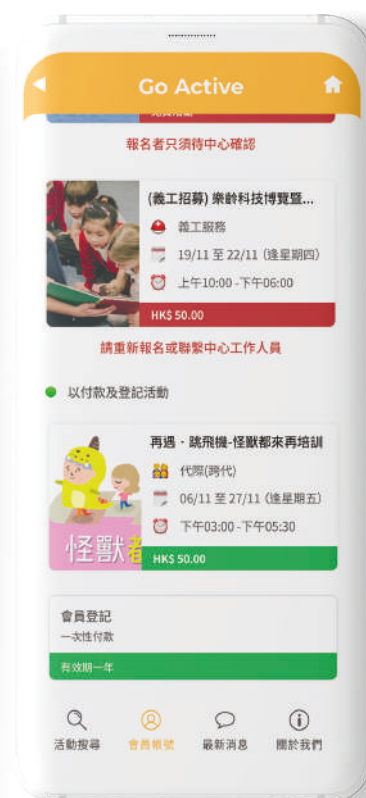 Go Active
報名者只須待中心確認
(義工招募) 樂齡科技博覽暨...
義工服務
19/11 至 22/11 (逢星期四)
上午10:00 -下午06:00
HK$ 50.00
請重新報名或聯繫中心工作人員
以付款及登記活動
再遇・跳飛機-怪獸都來再培訓
代際(跨代)
06/11 至 27/11 (逢星期五)
下午03:00 -下午05:30
怪獸都
HK$ 50.00
會員登記
一次性付款
有效期一年
活動搜尋
會員帳號
最新消息
關於我們